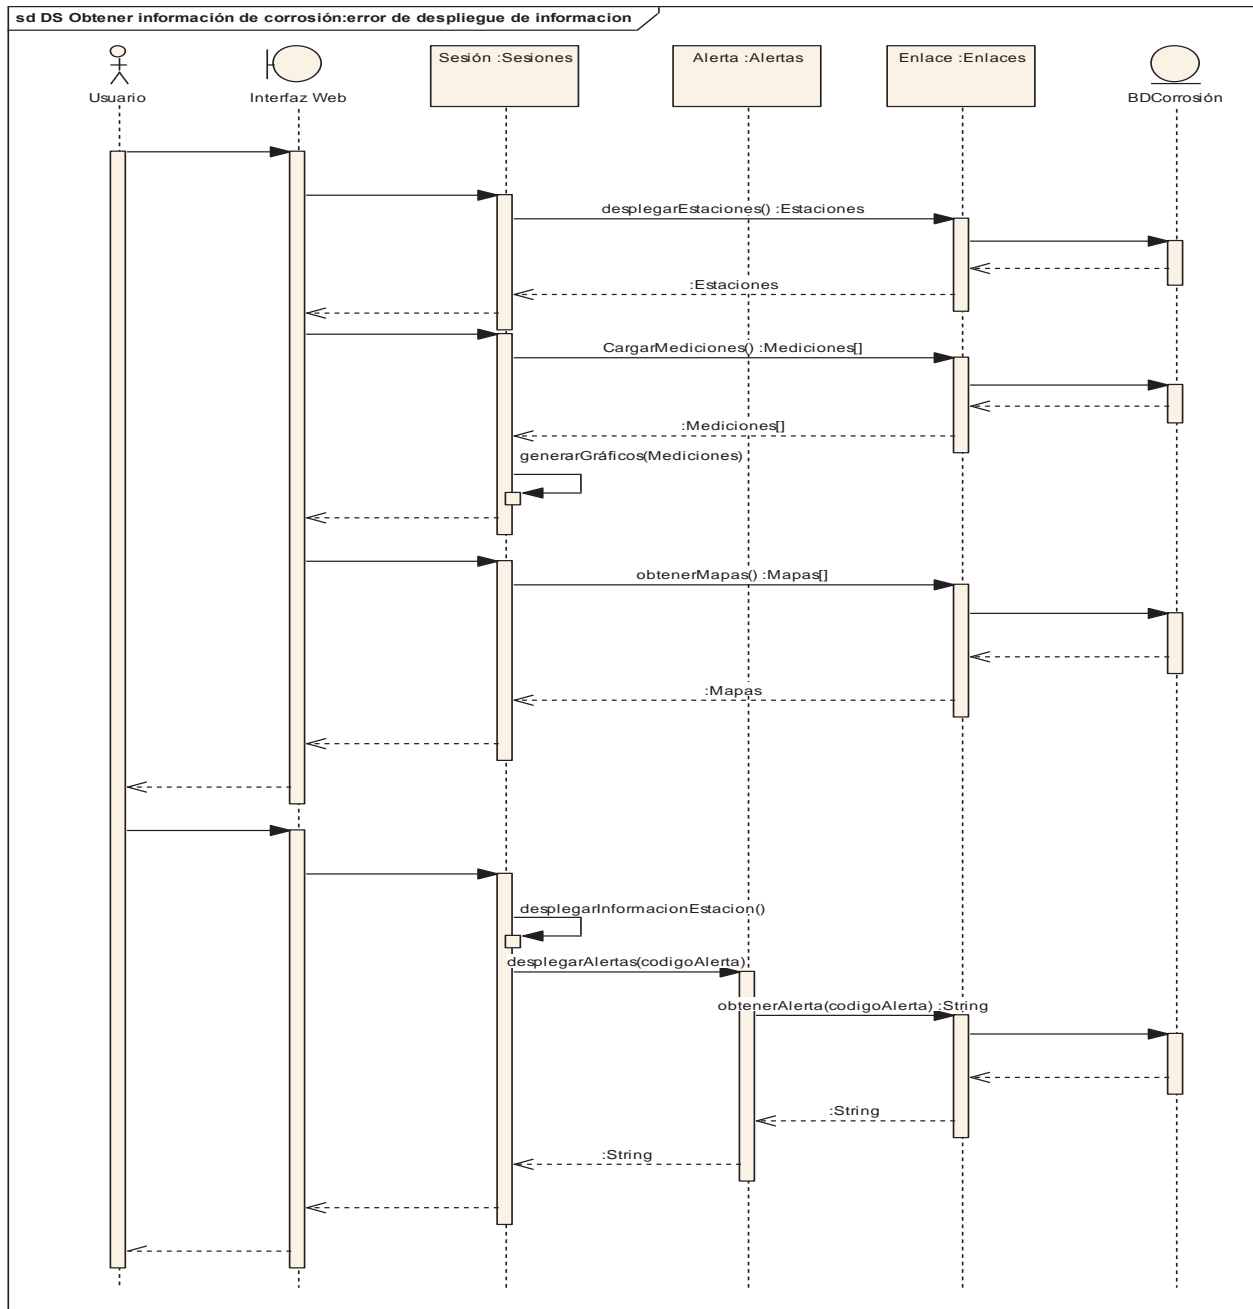 sd DS Obtener información de corrosión:error de despliegue de informacion
Usuario
Interfaz Web
Sesión :Sesiones
Alerta :Alertas
Enlace :Enlaces
BDCorrosión
desplegarEstaciones() :Estaciones
:Estaciones
CargarMediciones() :Mediciones[]
:Mediciones[]
generarGráficos(Mediciones)
obtenerMapas() :Mapas[]
:Mapas
desplegarInformacionEstacion()
desplegarAlertas(codigoAlerta)
obtenerAlerta(codigoAlerta) :String
:String
:String